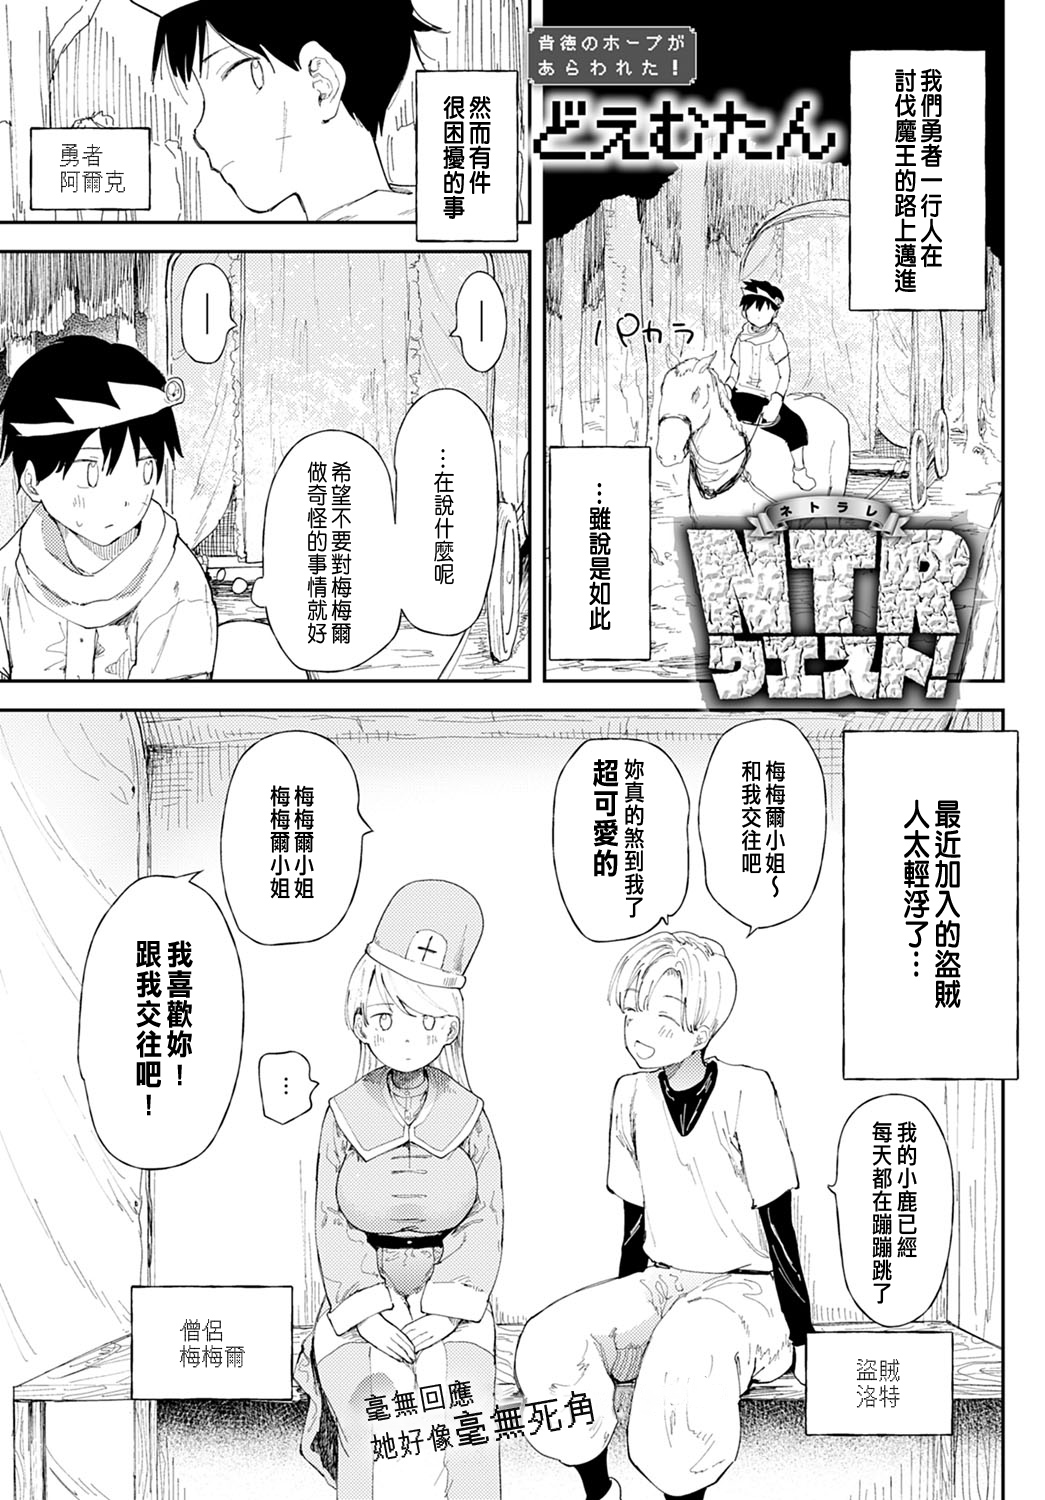 背徳のホープが
あらわれた！
どえむたん
我們勇者一行人在
討伐魔王的路上邁進
パカラ
…雖說是如此
ネトラレ
NTR
クエスト!
然而有件
很困擾的事
勇者
阿爾克
ー
ー
…在說什麼呢
希望不要對梅梅爾
做奇怪的事情就好
最近加入的盜賊
人太輕浮了…
梅梅爾小姐～
和我交往吧
妳真的煞到我了
超可愛的
梅梅爾小姐
梅梅爾小姐
我喜歡妳！
跟我交往吧！
…
我的小鹿已經
每天都在蹦蹦跳了
僧侶
梅梅爾
盜賊
洛特
毫無回應
她好像毫無死角